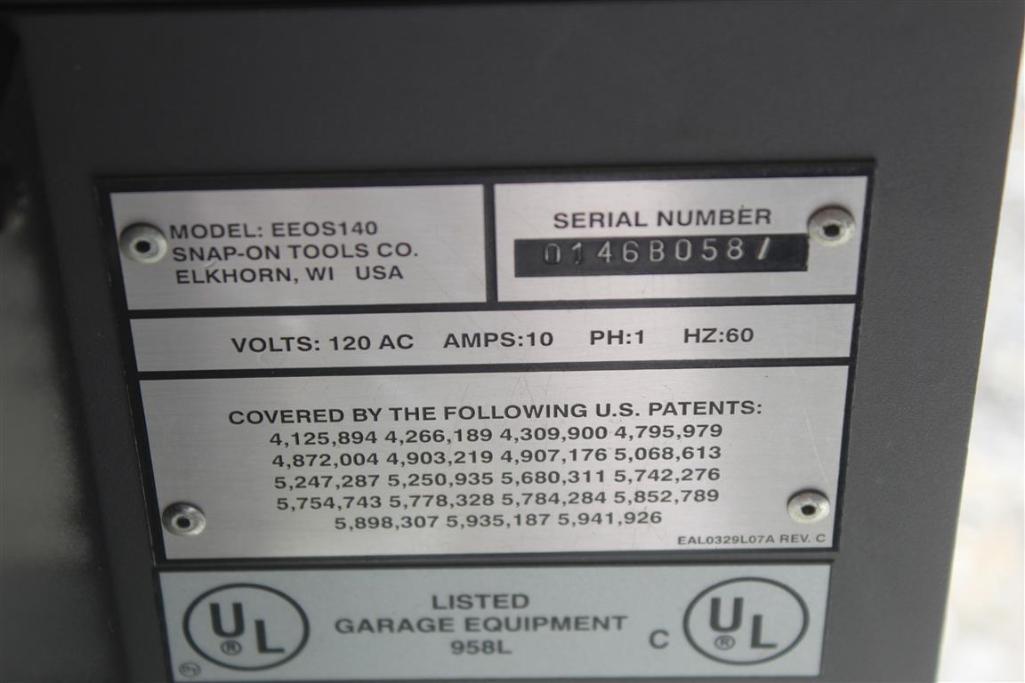 MODEL: EEOS140
SNAP-ON TOOLS CO.
ELKHORN, WI USA
SERIAL NUMBER
0146B058/
VOLTS: 120 AC AMPS:10 PH:1 HZ:60
COVERED BY THE FOLLOWING U.S. PATENTS:
4,125,894 4,266,189 4,309,900 4,795,979
4,872,004 4,903,219 4,907,176 5,068,613
5,247,287 5,250,935 5,680,311 5,742,276
5,754,743 5,778,328 5,784,284 5,852,789
5,898,307 5,935,187 5,941,926
EAL0329L07A REV. C
UL ®
LISTED
GARAGE EQUIPMENT
958L
C UL ®